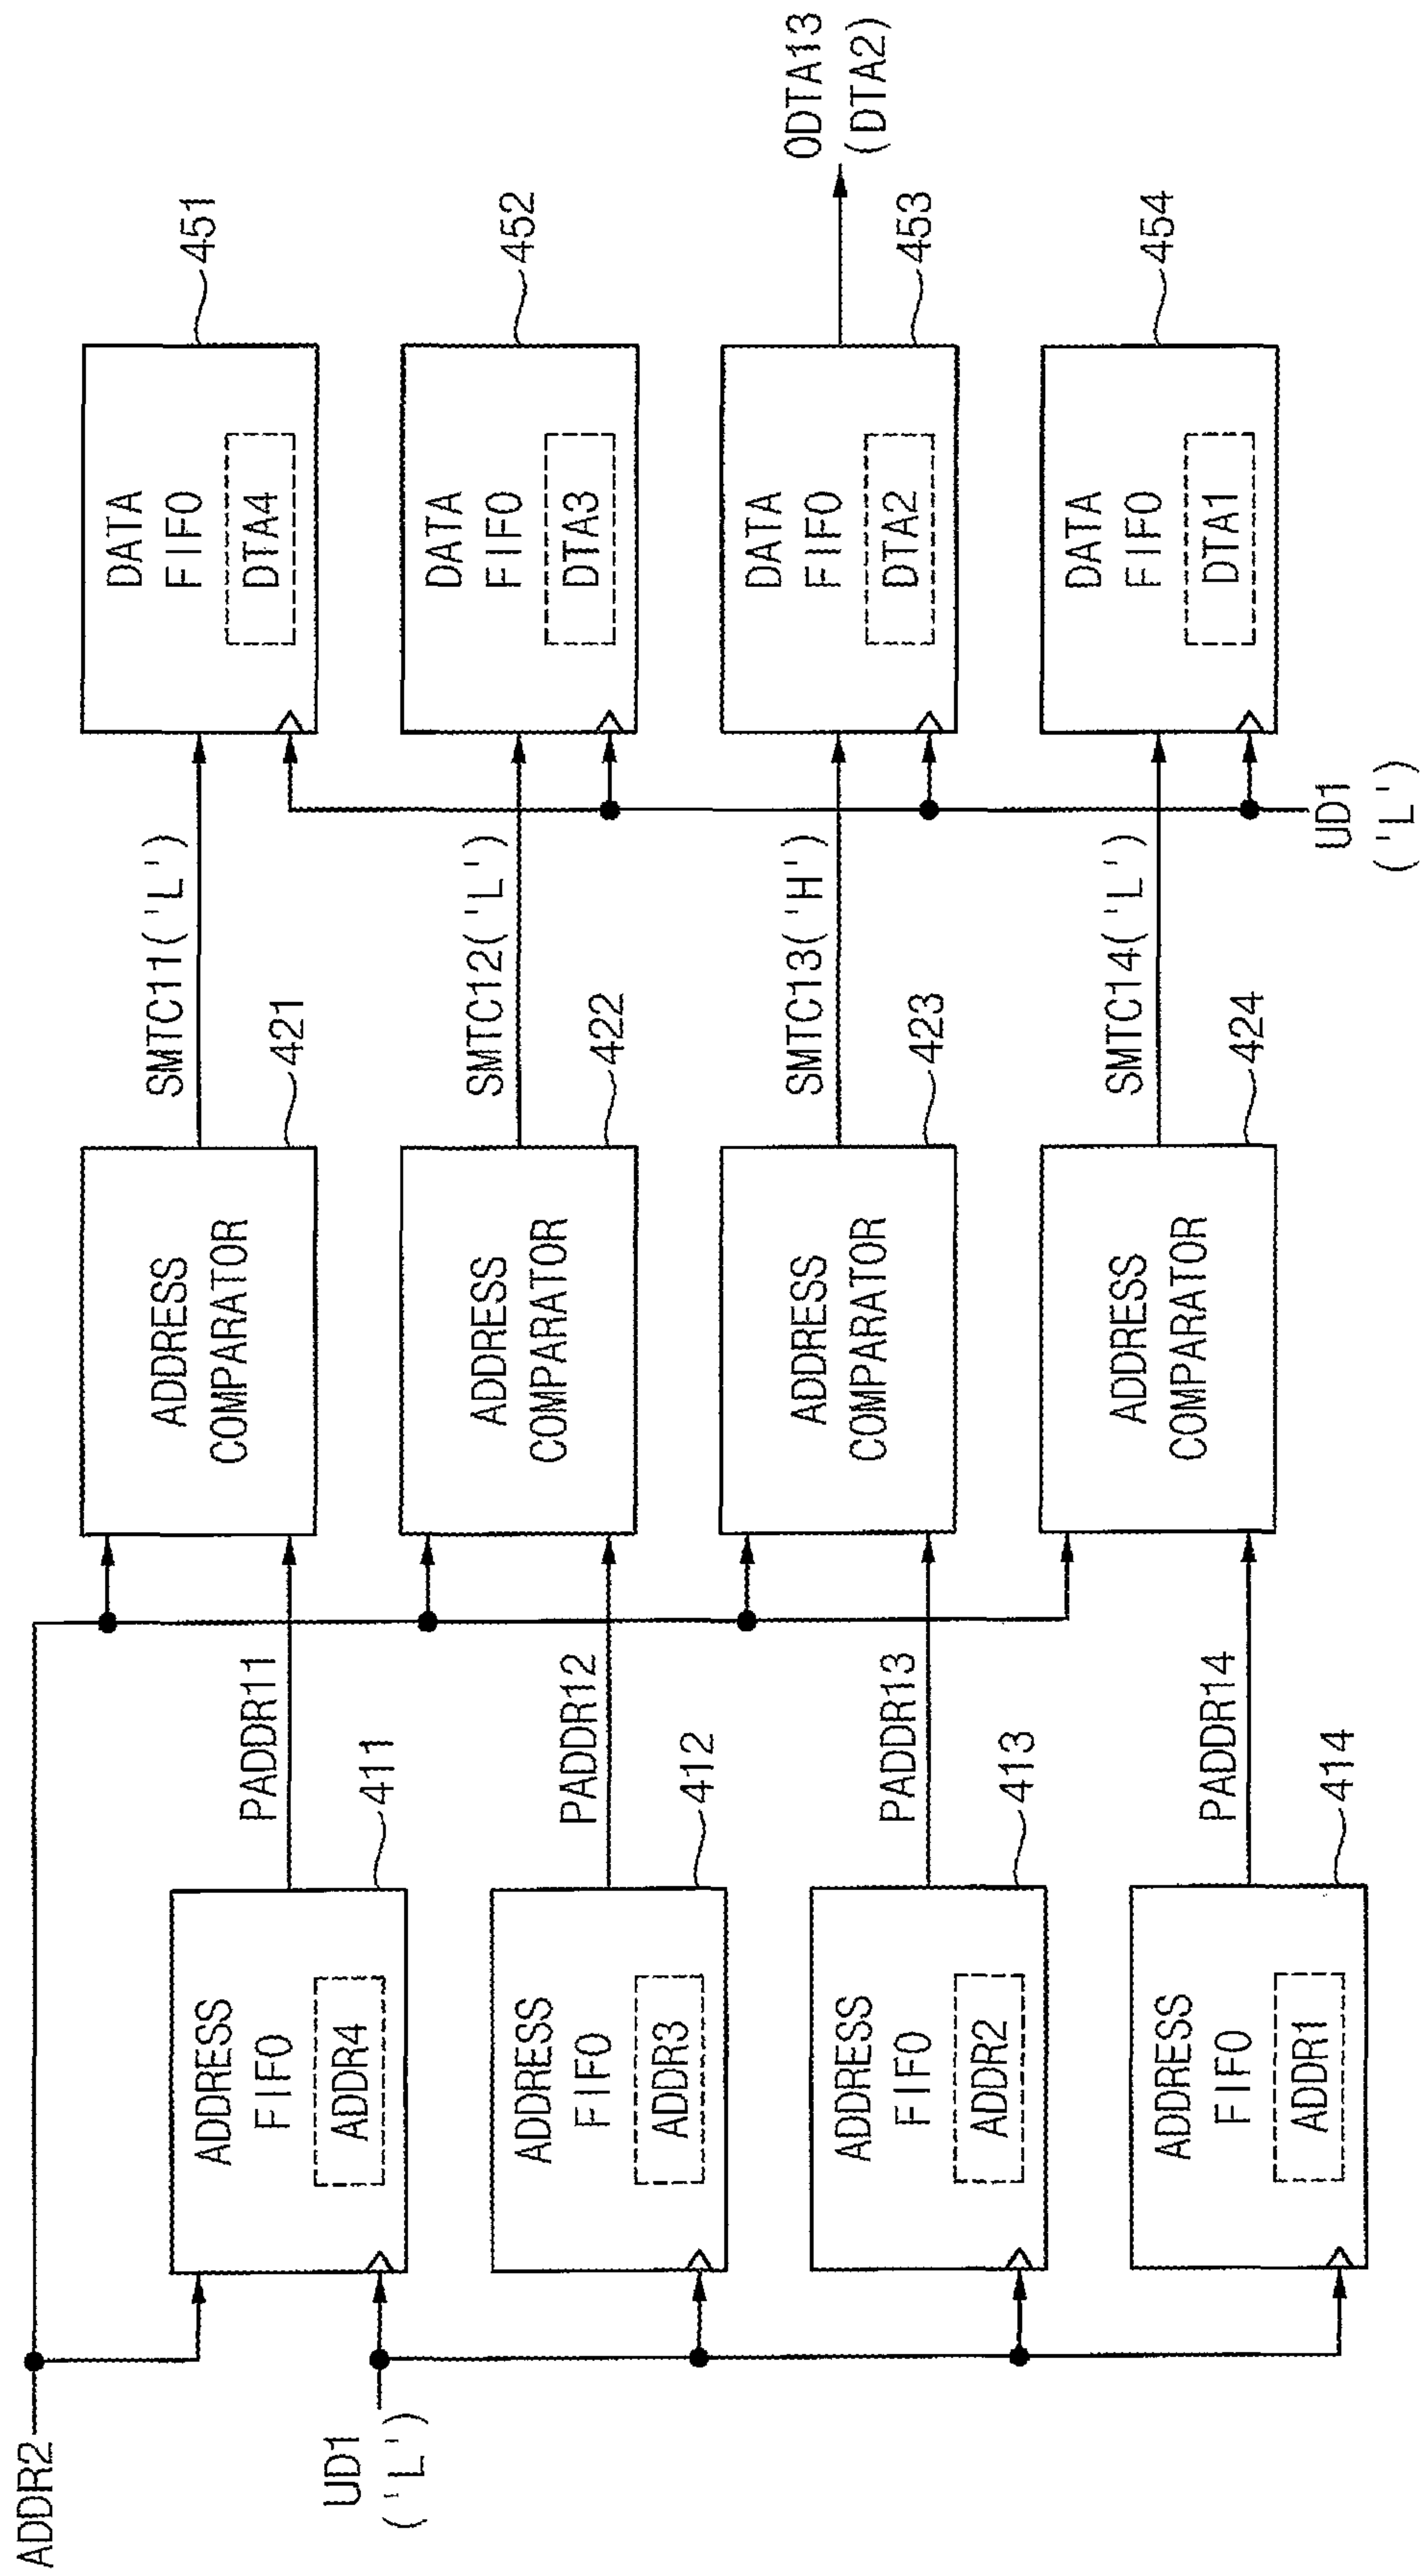 ADDR2
UD1
('L')
ADDRESS
FIFO
ADDR4
411
PADDR11
ADDRESS
COMPARATOR
421
SMTC11('L')
DATA
FIFO
DTA4
451
ADDRESS
FIFO
ADDR3
412
PADDR12
ADDRESS
COMPARATOR
422
SMTC12('L')
DATA
FIFO
DTA3
452
ADDRESS
FIFO
ADDR2
413
PADDR13
ADDRESS
COMPARATOR
423
SMTC13('H')
DATA
FIFO
DTA2
453
ODTA13
(DTA2)
ADDRESS
FIFO
ADDR1
414
PADDR14
ADDRESS
COMPARATOR
424
SMTC14('L')
DATA
FIFO
DTA1
454
UD1
('L')